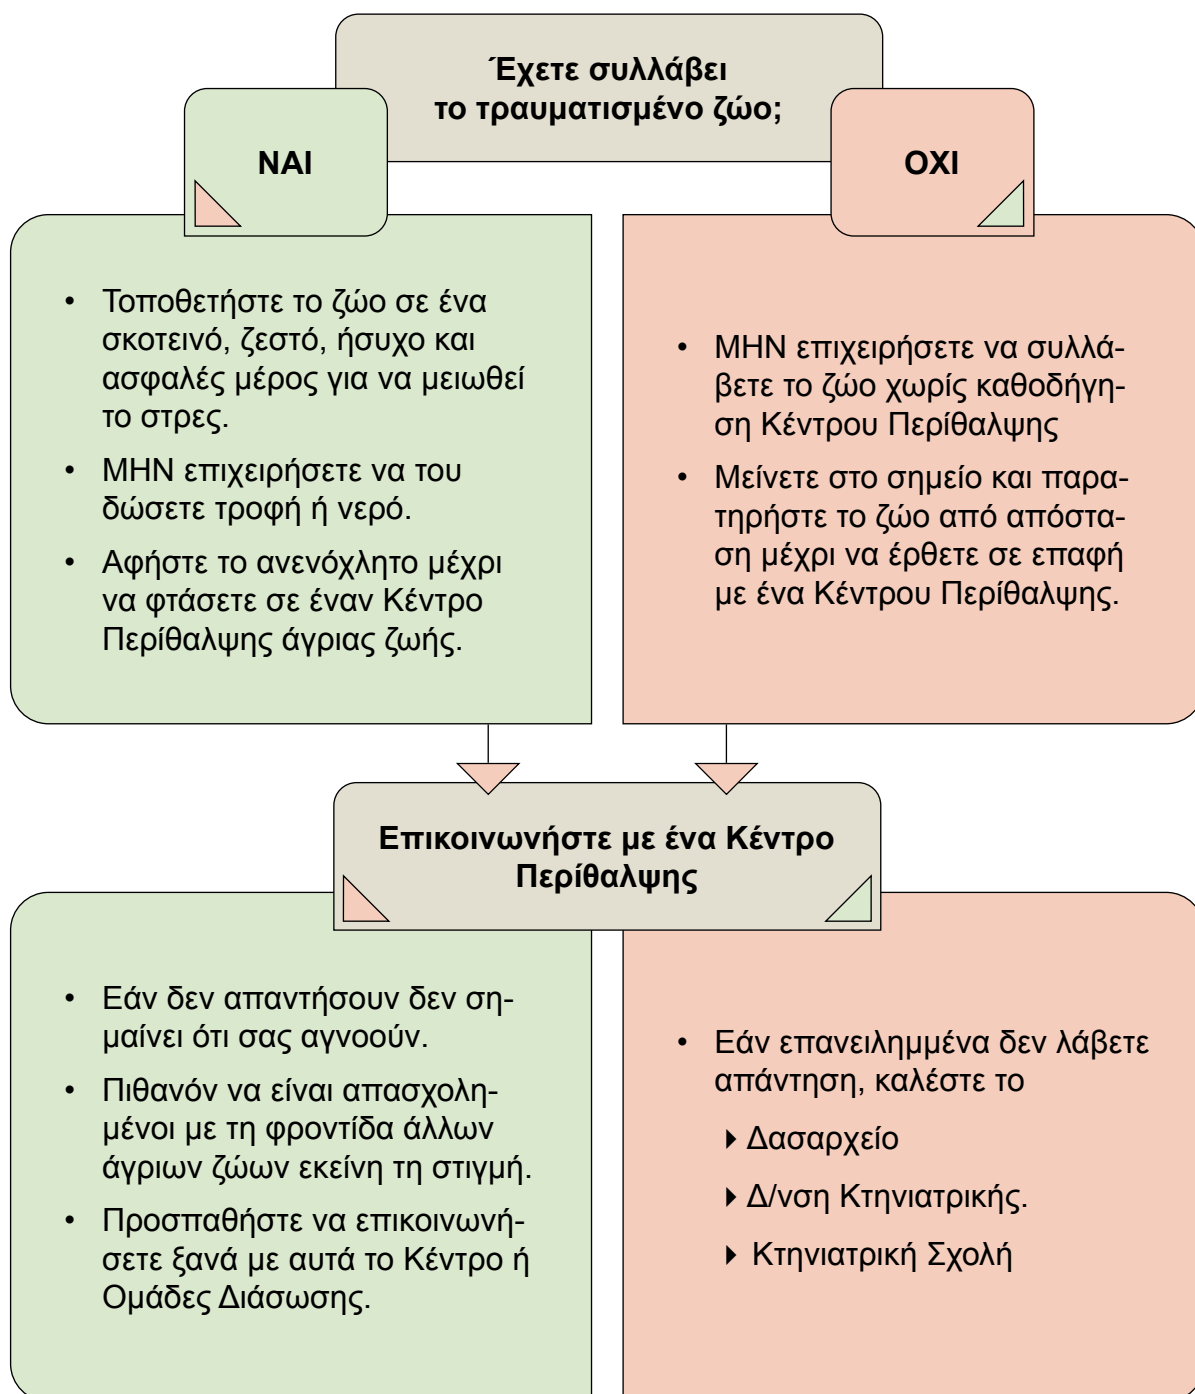 Έχετε συλλάβει
το τραυματισμένο ζώο;
ΝΑΙ
ΟΧΙ
• Τοποθετήστε το ζώο σε ένα
σκοτεινό, ζεστό, ήσυχο και
ασφαλές μέρος για να μειωθεί
το στρες.
• ΜΗΝ επιχειρήσετε να του
δώσετε τροφή ή νερό.
• Αφήστε το ανενόχλητο μέχρι
να φτάσετε σε έναν Κέντρο
Περίθαλψης άγριας ζωής.
• ΜΗΝ επιχειρήσετε να συλλά-
βετε το ζώο χωρίς καθοδήγη-
ση Κέντρου Περίθαλψης
• Μείνετε στο σημείο και παρα-
τηρήστε το ζώο από απόστα-
ση μέχρι να έρθετε σε επαφή
με ένα Κέντρου Περίθαλψης.
Επικοινωνήστε με ένα Κέντρο
Περίθαλψης
• Εάν δεν απαντήσουν δεν ση-
μαίνει ότι σας αγνοούν.
• Πιθανόν να είναι απασχολη-
μένοι με τη φροντίδα άλλων
άγριων ζώων εκείνη τη στιγμή.
• Προσπαθήστε να επικοινωνή-
σετε ξανά με αυτά το Κέντρο ή
Ομάδες Διάσωσης.
• Εάν επανειλημμένα δεν λάβετε
απάντηση, καλέστε το
Δασαρχείο
Δ/νση Κτηνιατρικής.
Κτηνιατρική Σχολή